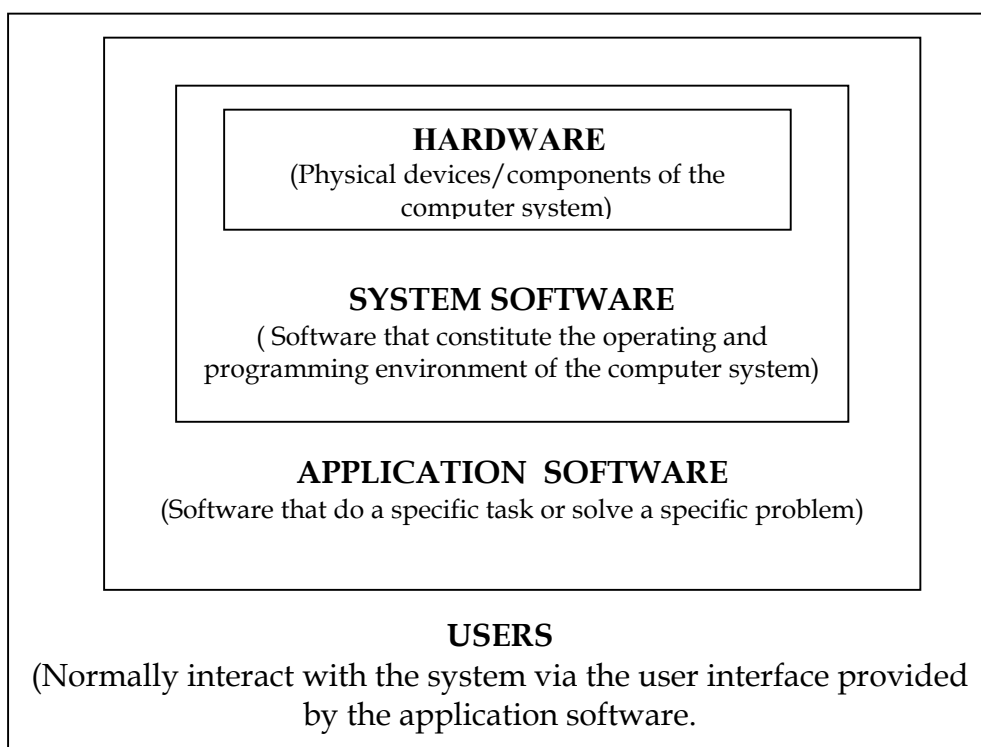 HARDWARE
(Physical devices/components of the
computer system)
SYSTEM SOFTWARE
( Software that constitute the operating and
programming environment of the computer system)
APPLICATION  SOFTWARE
(Software that do a specific task or solve a specific problem)
USERS
(Normally interact with the system via the user interface provided
by the application software.